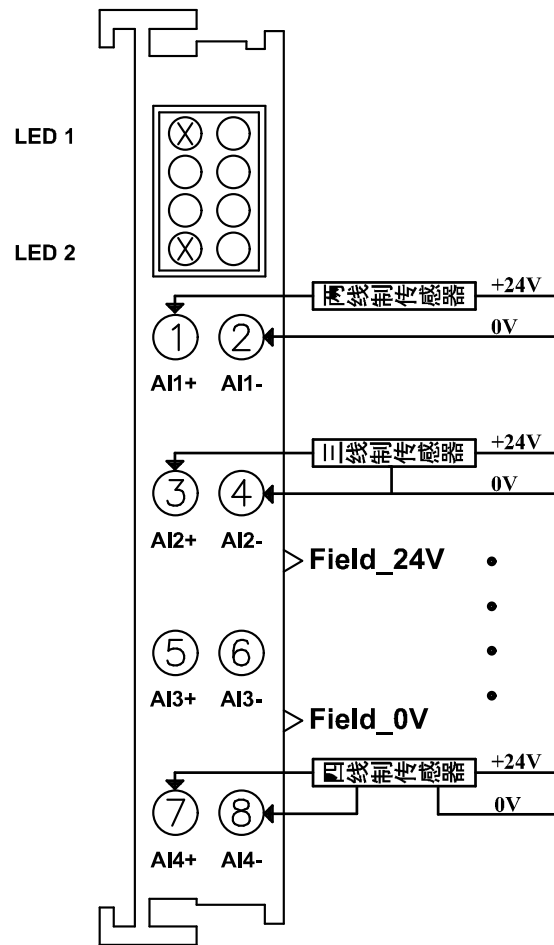 LED 1
LED 2
两线制传感器 +24V
0V
① ②
AI1+ AI1-
三线制传感器 +24V
0V
③ ④
AI2+ AI2-
Field_24V
⑤ ⑥
AI3+ AI3-
Field_0V
四线制传感器 +24V
0V
⑦ ⑧
AI4+ AI4-